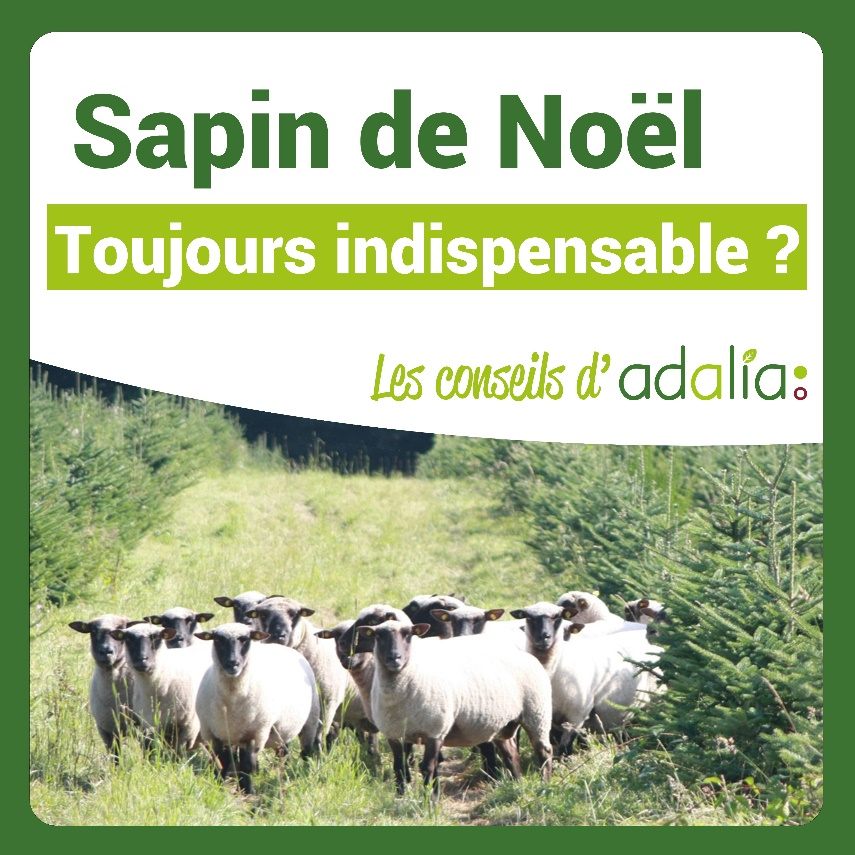 Sapin de Noël
Toujours indispensable ?
Les conseils d' adalia